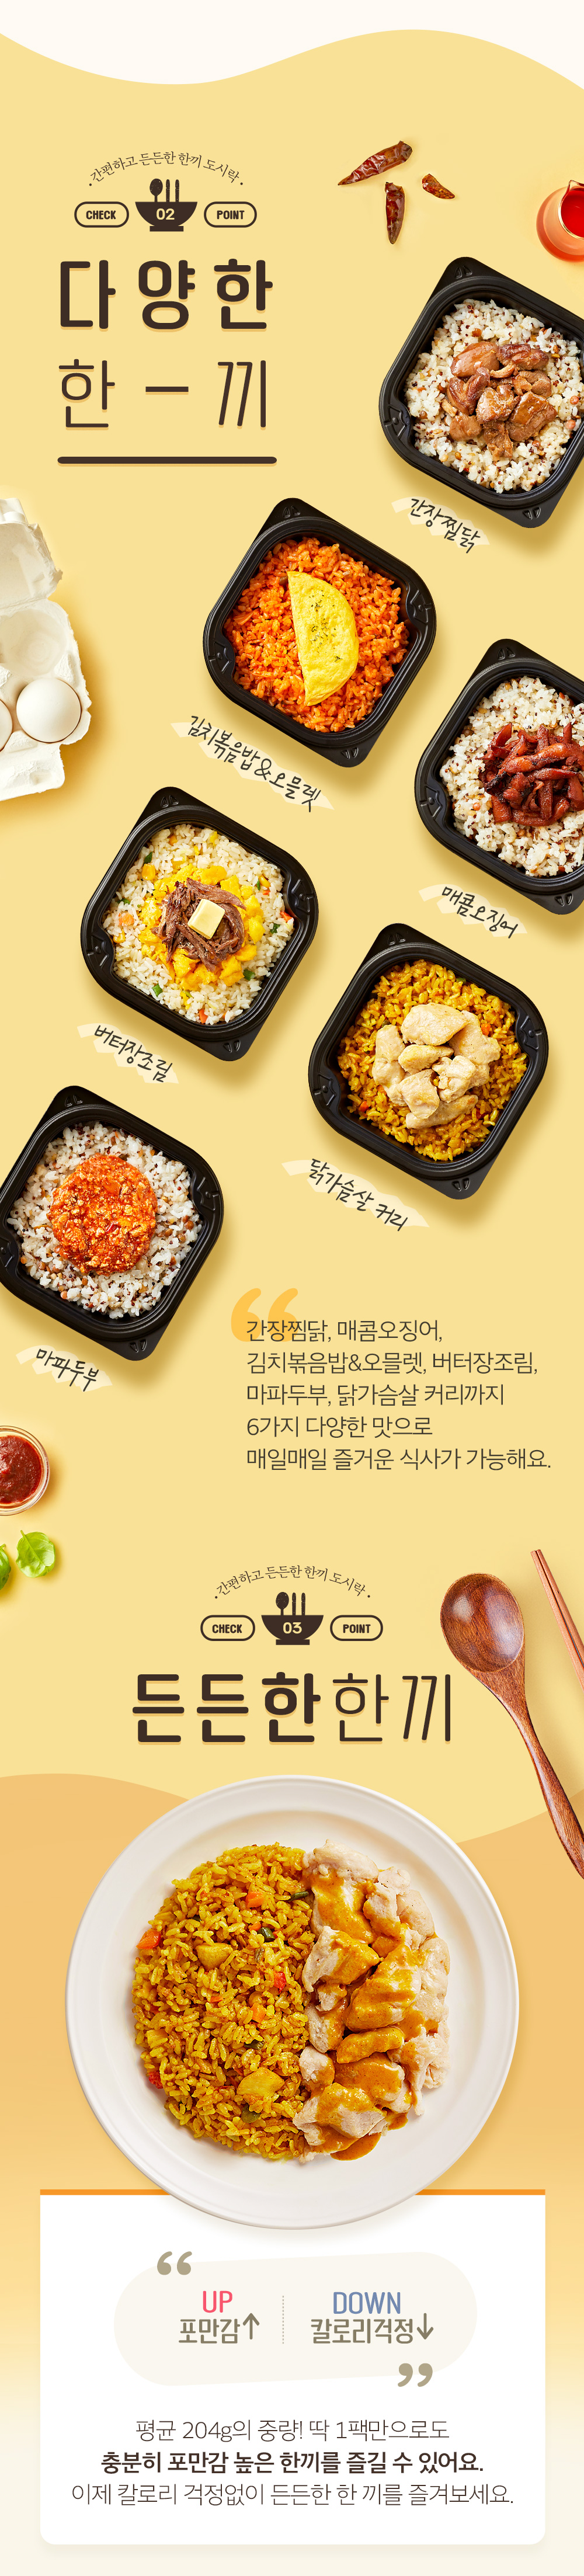 간편하고 든든한 한끼 도시락
CHECK 02 POINT
다양한
한 - 끼
간장찜닭
김치볶음밥&오믈렛
매콤오징어
버터장조림
닭가슴살 커리
마파두부
“
간장찜닭, 매콤오징어,
김치볶음밥&오믈렛, 버터장조림,
마파두부, 닭가슴살 커리까지
6가지 다양한 맛으로
매일매일 즐거운 식사가 가능해요.
간편하고 든든한 한끼 도시락
CHECK 03 POINT
든든한한끼
“
UP DOWN
포만감↑ 칼로리걱정↓
”
평균 204g의 중량! 딱 1팩만으로도
충분히 포만감 높은 한끼를 즐길 수 있어요.
이제 칼로리 걱정없이 든든한 한 끼를 즐겨보세요.